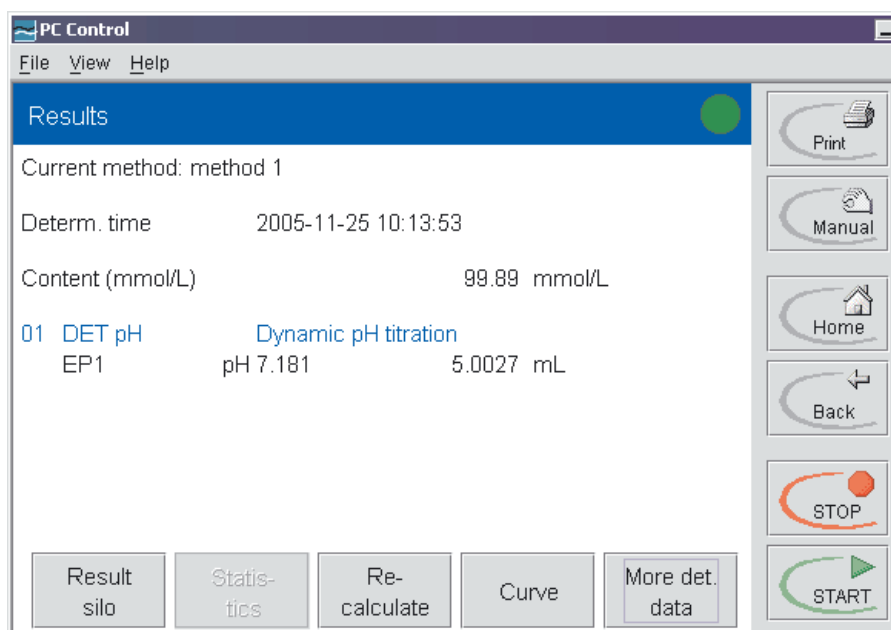 PC Control
File View Help
Results
Current method: method 1
Determ. time 2005-11-25 10:13:53
Content (mmol/L) 99.89 mmol/L
01 DET pH Dynamic pH titration
EP1 pH 7.181 5.0027 mL
Result
silo
Statis-
tics
Re-
calculate
Curve
More det.
data
Print
Manual
Home
Back
STOP
START